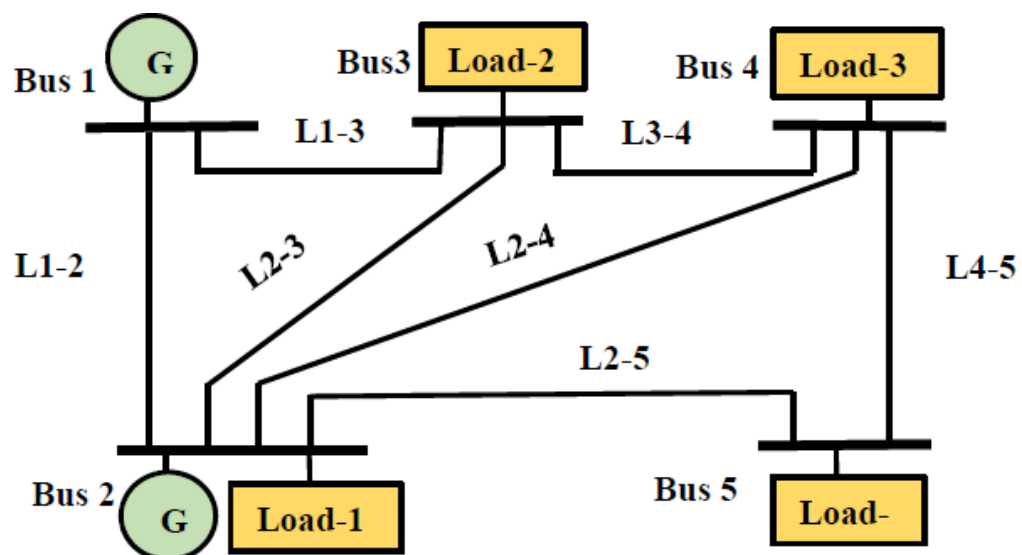 G
Bus 1
Bus3
Load-2
Bus 4
Load-3
L1-3
L3-4
L1-2
L2-3
L2-4
L4-5
L2-5
Bus 2
G
Load-1
Bus 5
Load-